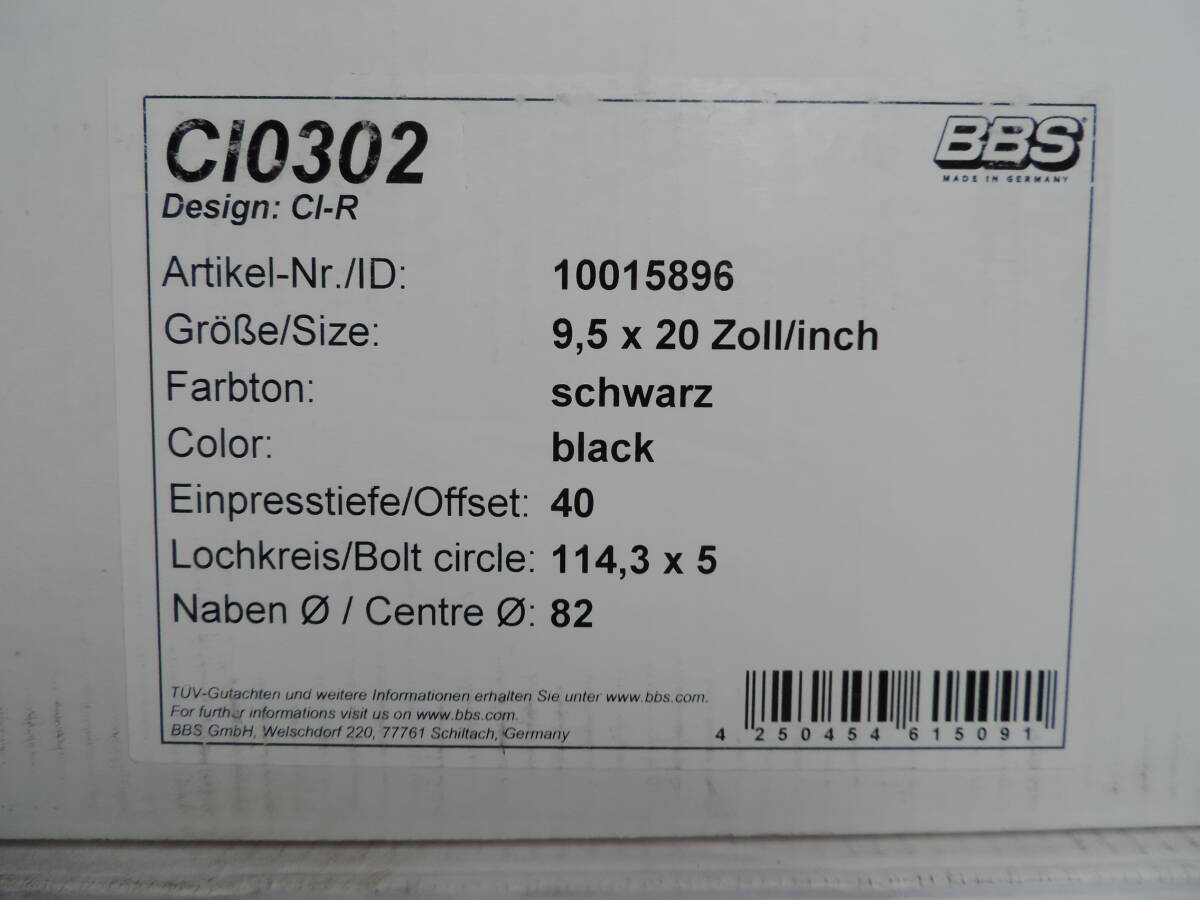 CI0302
BBS
MADE IN GERMANY
Design: CI-R
Artikel-Nr./ID: 10015896
Größe/Size: 9,5 x 20 Zoll/inch
Farbton: schwarz
Color: black
Einpresstiefe/Offset: 40
Lochkreis/Bolt circle: 114,3 x 5
Naben Ø / Centre Ø: 82
TÜV-Gutachten und weitere Informationen erhalten Sie unter www.bbs.com.
For further informations visit us on www.bbs.com.
BBS GmbH, Welschdorf 220, 77761 Schiltach, Germany
4 250454 615091